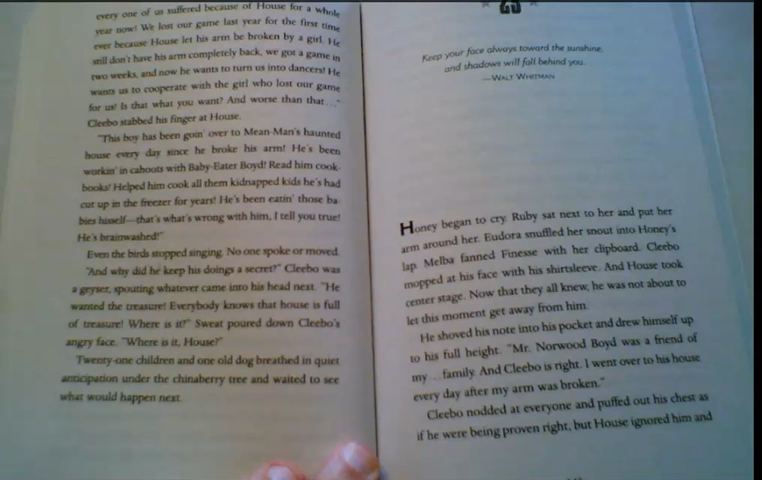 every one of us suffered because of House for a whole
year now! We lost our game last year for the first time
ever because House let his arm be broken by a girl. He
still don't have his arm completely back, we got a game in
two weeks, and now he wants to turn us into dancers! He
wants us to cooperate with the girl who lost our game
for us! Is that what you want? And worse than that . . ."
Cleebo stabbed his finger at House.
"This boy has been goin' over to Mean-Man's haunted
house every day since he broke his arm! He's been
workin' in cahoots with Baby-Eater Boyd! Read him cook-
books! Helped him cook all them kidnapped kids he's had
cut up in the freezer for years! He's been eatin' those ba-
bies hisself—that's what's wrong with him, I tell you true!
He's brainwashed!"
Even the birds stopped singing. No one spoke or moved.
"And why did he keep his doings a secret?" Cleebo was
a geyser, spouting whatever came into his head next. "He
wanted the treasure! Everybody knows that house is full
of treasure! Where is it?" Sweat poured down Cleebo's
angry face. "Where is it, House?"
Twenty-one children and one old dog breathed in quiet
anticipation under the chinaberry tree and waited to see
what would happen next.
Keep your face always toward the sunshine,
and shadows will fall behind you.
—WALT WHITMAN
Honey began to cry. Ruby sat next to her and put her
arm around her. Eudora snuffled her snout into Honey's
lap. Melba fanned Finesse with her clipboard. Cleebo
mopped at his face with his shirtsleeve. And House took
center stage. Now that they all knew, he was not about to
let this moment get away from him.
He shoved his note into his pocket and drew himself up
to his full height. "Mr. Norwood Boyd was a friend of
my . . . family. And Cleebo is right. I went over to his house
every day after my arm was broken."
Cleebo nodded at everyone and puffed out his chest as
if he were being proven right, but House ignored him and